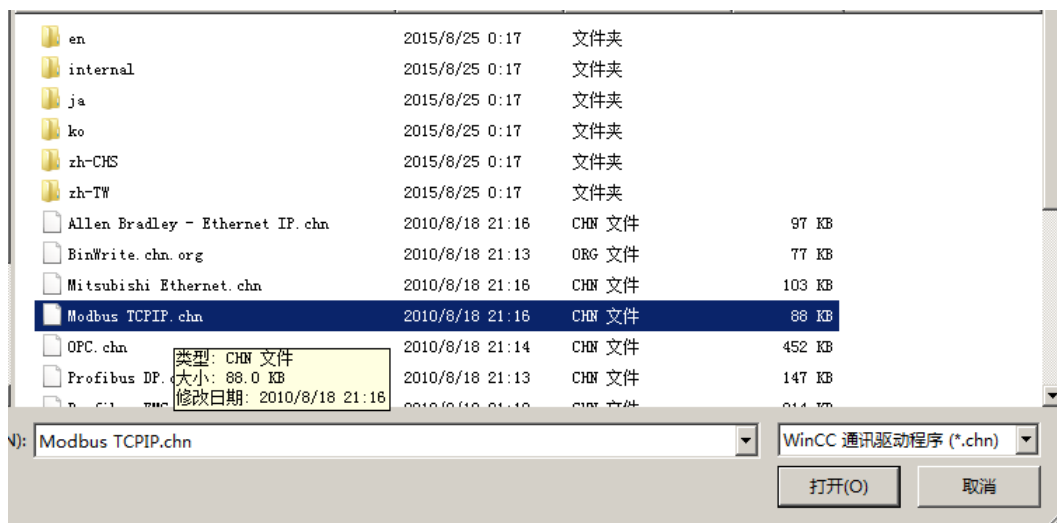 en 2015/8/25 0:17 文件夹
internal 2015/8/25 0:17 文件夹
ja 2015/8/25 0:17 文件夹
ko 2015/8/25 0:17 文件夹
zh-CHS 2015/8/25 0:17 文件夹
zh-TW 2015/8/25 0:17 文件夹
Allen Bradley - Ethernet IP.chn 2010/8/18 21:16 CHN 文件 97 KB
BinWrite.chn.org 2010/8/18 21:13 ORG 文件 77 KB
Mitsubishi Ethernet.chn 2010/8/18 21:16 CHN 文件 103 KB
Modbus TCPIP.chn 2010/8/18 21:16 CHN 文件 88 KB
OPC.chn 2010/8/18 21:14 CHN 文件 452 KB
Profibus DP. 2010/8/18 21:13 CHN 文件 147 KB
类型: CHN 文件
大小: 88.0 KB
修改日期: 2010/8/18 21:16
N): Modbus TCPIP.chn WinCC 通讯驱动程序 (*.chn)
打开(O) 取消